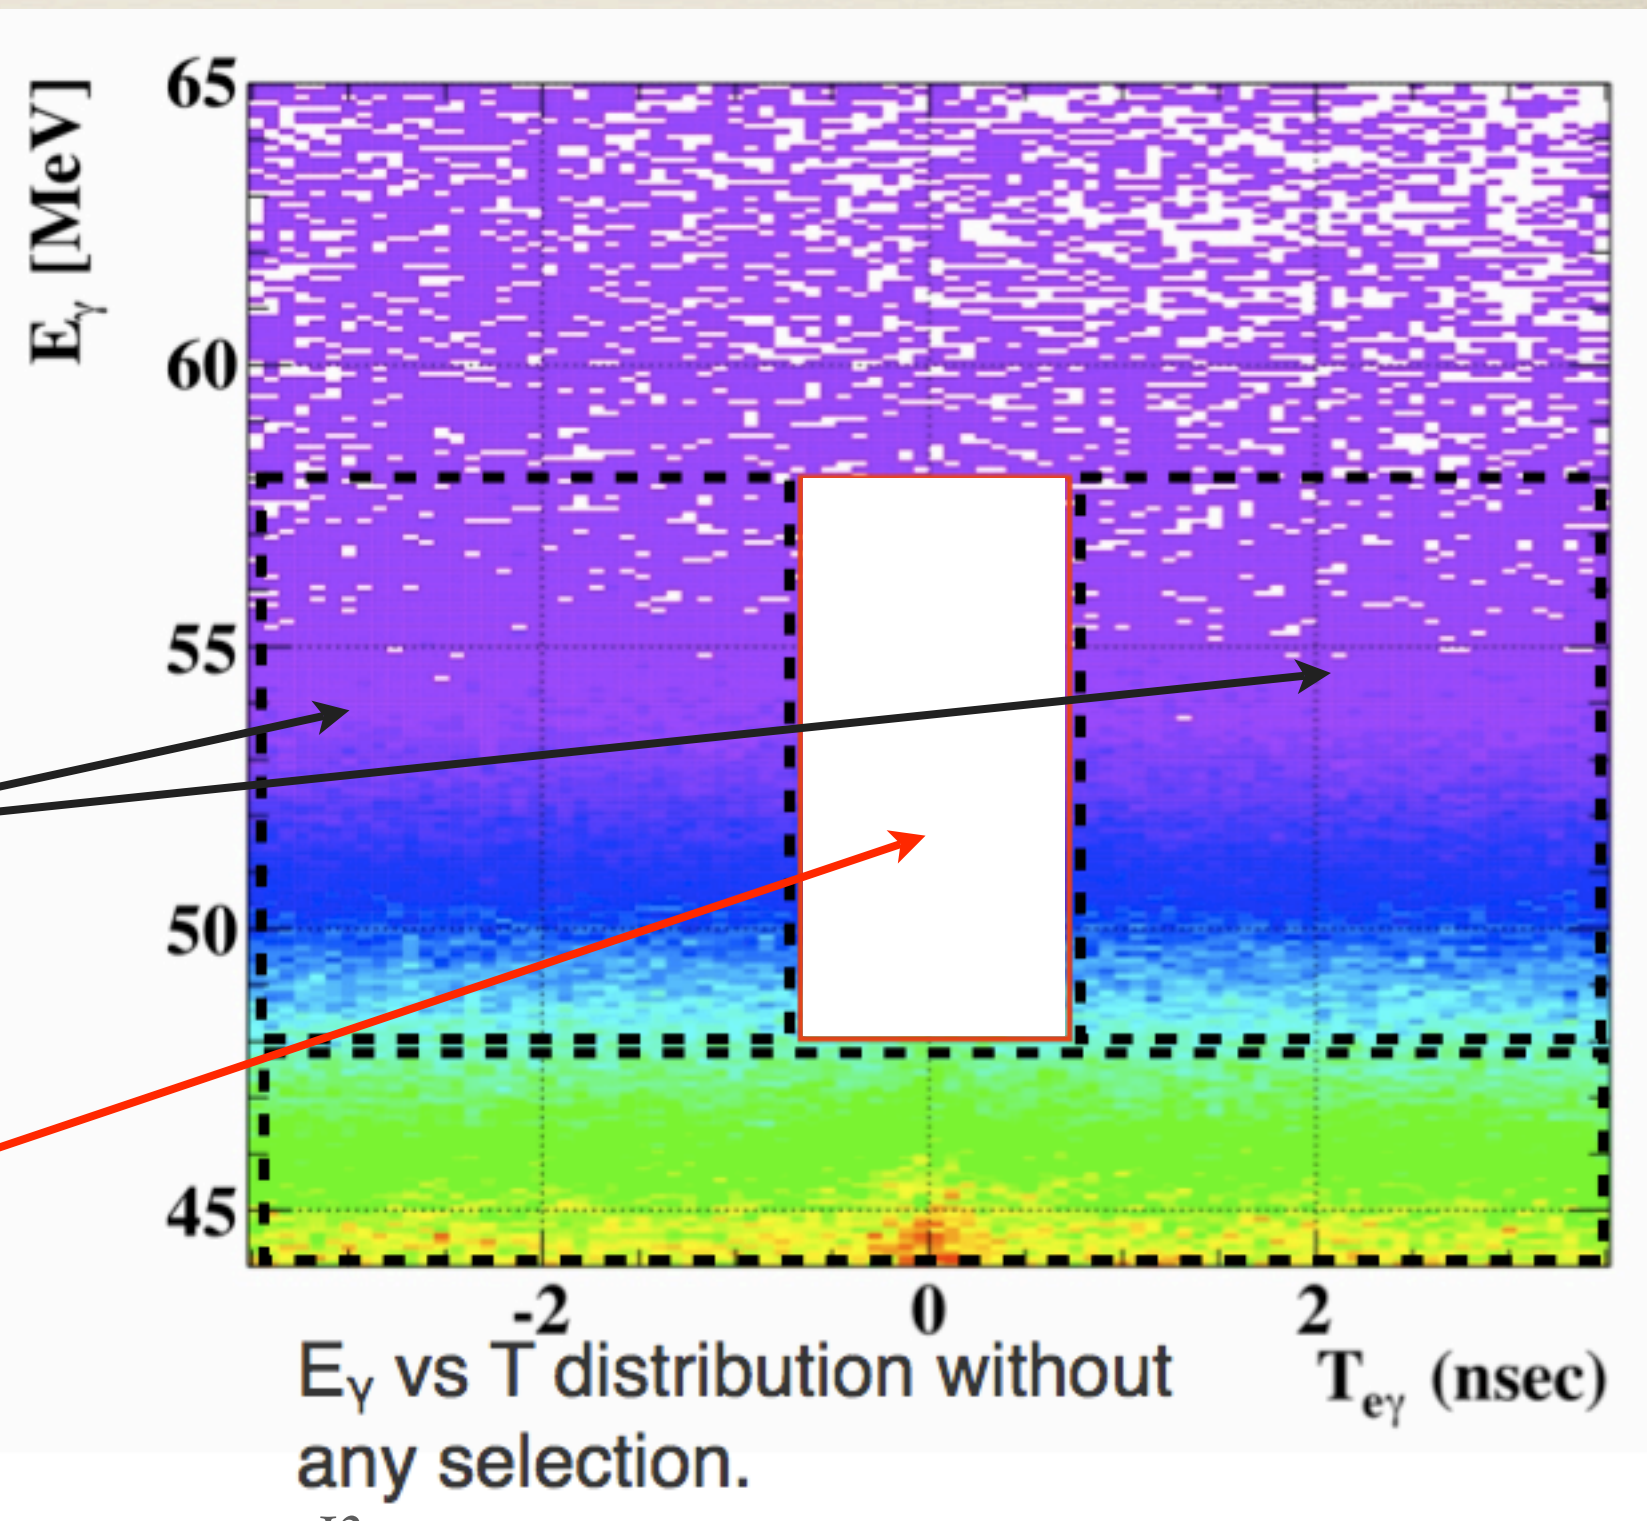 65
Eγ [MeV]
60
55
50
45
-2 0 2
Teγ (nsec)
Eγ vs T distribution without
any selection.